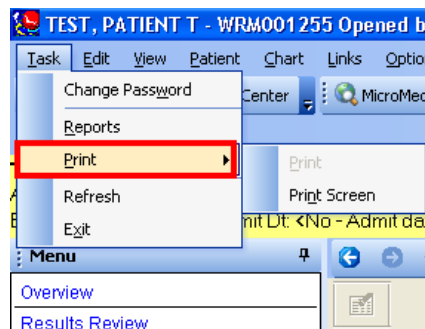 TEST, PATIENT T - WRM001255 Opened b
Task Edit View Patient Chart Links Optio
Change Password
Center
MicroMed
Reports
Print
Print
Refresh
Print Screen
Exit
mit Dt: <No - Admit da
Menu
Overview
Results Review